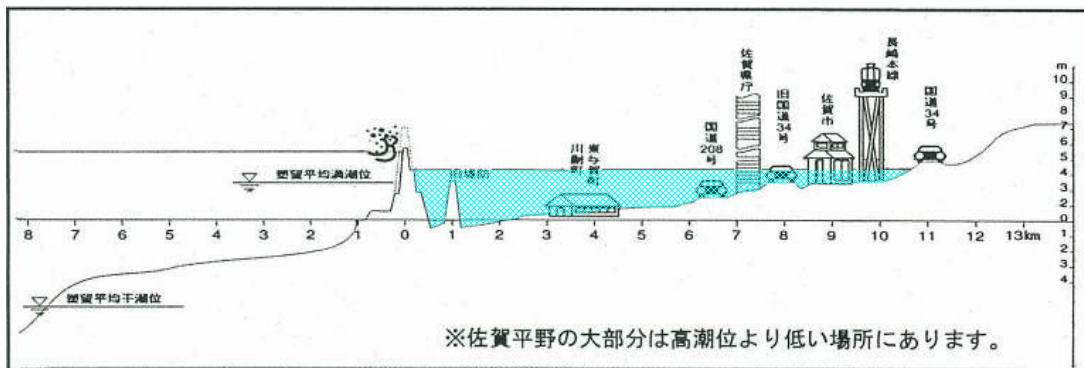 長崎本線
佐賀県庁
旧国道34号
佐賀市
国道34号
国道208号
川副町
東与賀町
旧堤防
朔望平均満潮位
朔望平均干潮位
m
10
9
8
7
6
5
4
3
2
1
0
1
2
3
4
8 7 6 5 4 3 2 1 0 1 2 3 4 5 6 7 8 9 10 11 12 13km
※佐賀平野の大部分は高潮位より低い場所にあります。